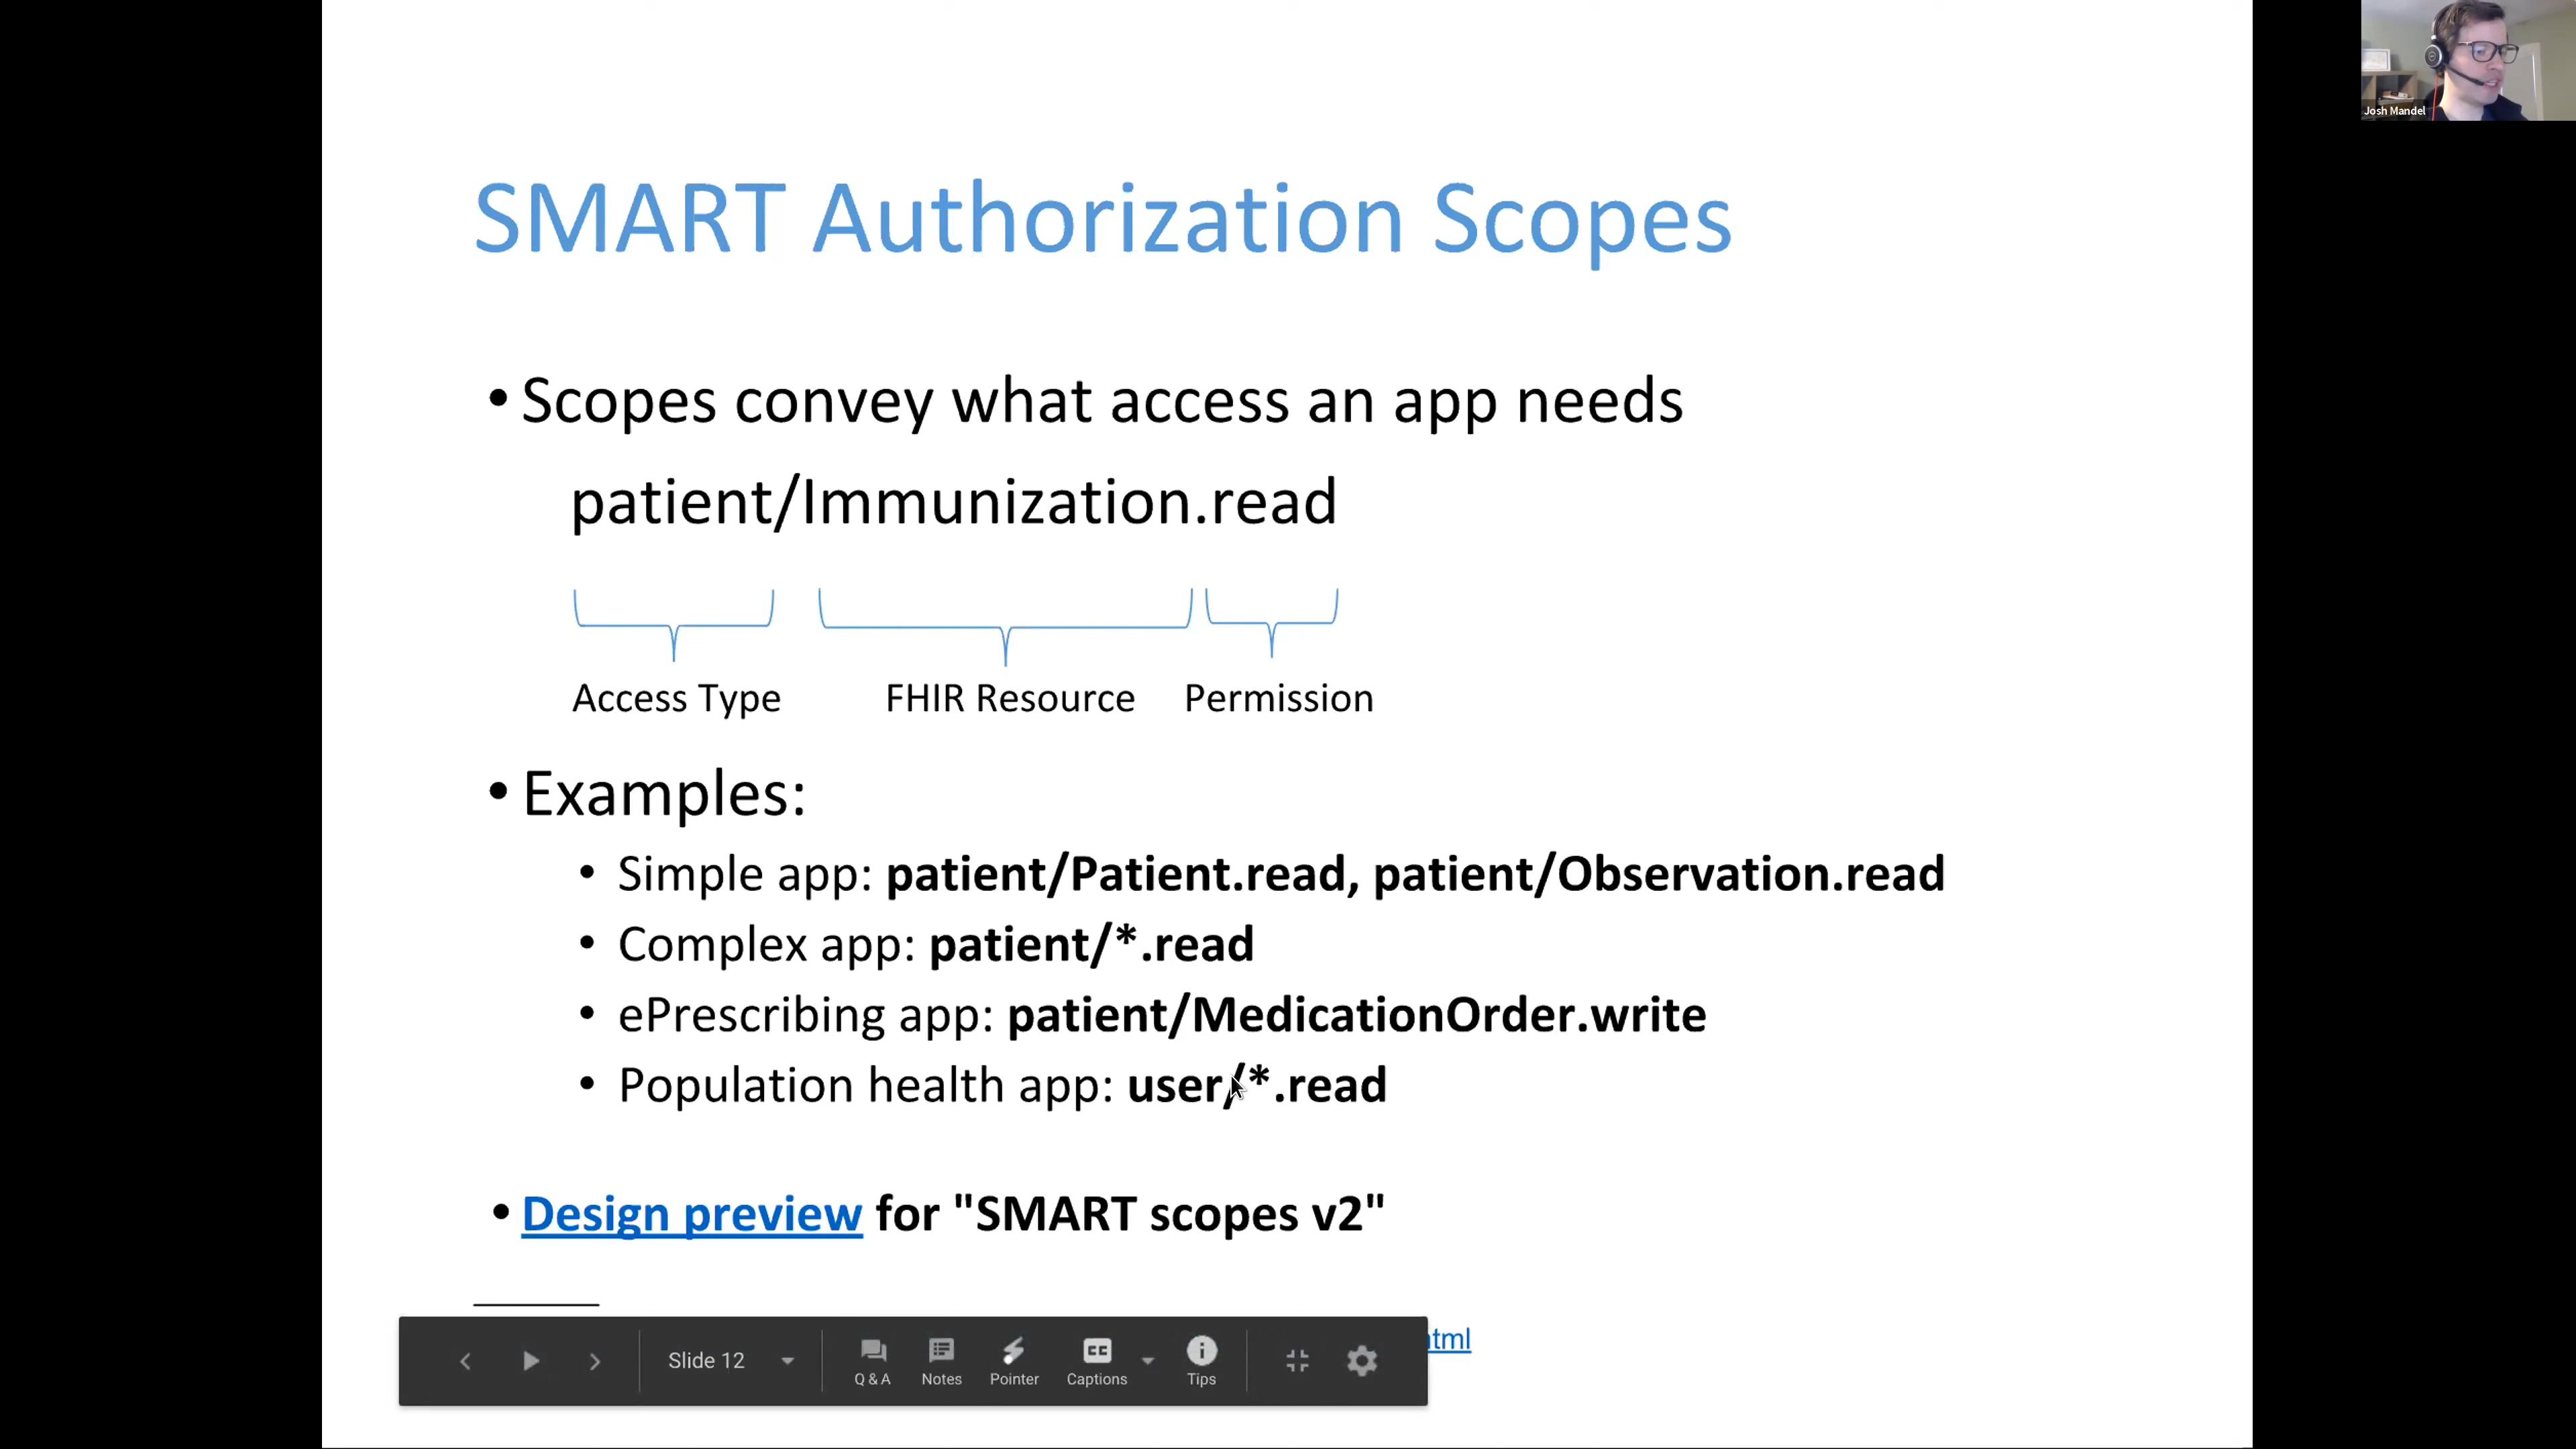 Josh Mandel
SMART Authorization Scopes
• Scopes convey what access an app needs
patient/Immunization.read
Access Type FHIR Resource Permission
• Examples:
• Simple app: patient/Patient.read, patient/Observation.read
• Complex app: patient/*.read
• ePrescribing app: patient/MedicationOrder.write
• Population health app: user/*.read
• Design preview for "SMART scopes v2"
Slide 12
CC
Q & A Notes Pointer Captions Tips